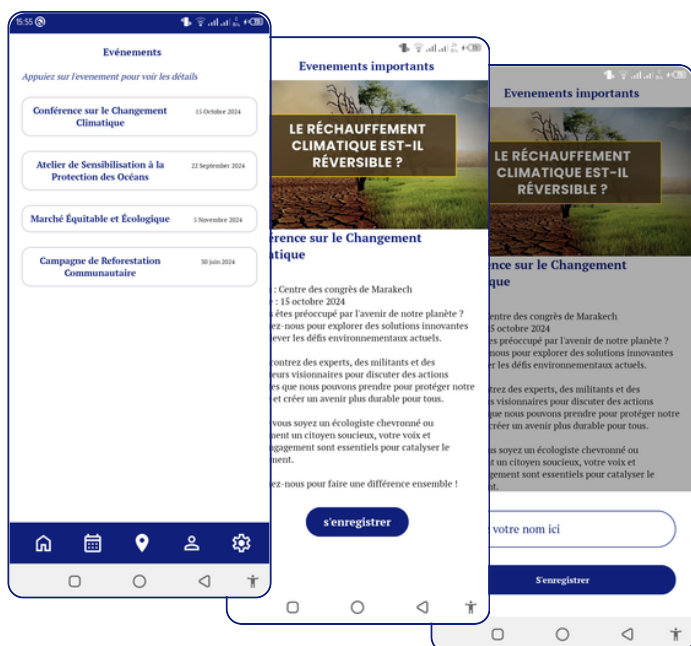 15:55
Evénements
Appuiez sur l'evenement pour voir les détails
Conférence sur le Changement
Climatique
15 Octobre 2024
Atelier de Sensibilisation à la
Protection des Océans
22 September 2024
Marché Équitable et Écologique
5 Novembre 2024
Campagne de Reforestation
Communautaire
30 juin 2024
Evenements importants
LE RÉCHAUFFEMENT
CLIMATIQUE EST-IL
RÉVERSIBLE ?
érence sur le Changement
atique
: Centre des congrès de Marakech
: 15 octobre 2024
êtes préoccupé par l'avenir de notre planète ?
ez-nous pour explorer des solutions innovantes
lever les défis environnementaux actuels.
contrez des experts, des militants et des
eurs visionnaires pour discuter des actions
es que nous pouvons prendre pour protéger notre
et créer un avenir plus durable pour tous.
vous soyez un écologiste chevronné ou
ment un citoyen soucieux, votre voix et
ngagement sont essentiels pour catalyser le
ment.
ez-nous pour faire une différence ensemble !
s'enregistrer
Evenements importants
LE RÉCHAUFFEMENT
CLIMATIQUE EST-IL
RÉVERSIBLE ?
nce sur le Changement
que
entre des congrès de Marakech
5 octobre 2024
es préoccupé par l'avenir de notre planète ?
nous pour explorer des solutions innovantes
er les défis environnementaux actuels.
trez des experts, des militants et des
s visionnaires pour discuter des actions
que nous pouvons prendre pour protéger notre
créer un avenir plus durable pour tous.
us soyez un écologiste chevronné ou
nt un citoyen soucieux, votre voix et
gement sont essentiels pour catalyser le
nt.
votre nom ici
S'enregistrer